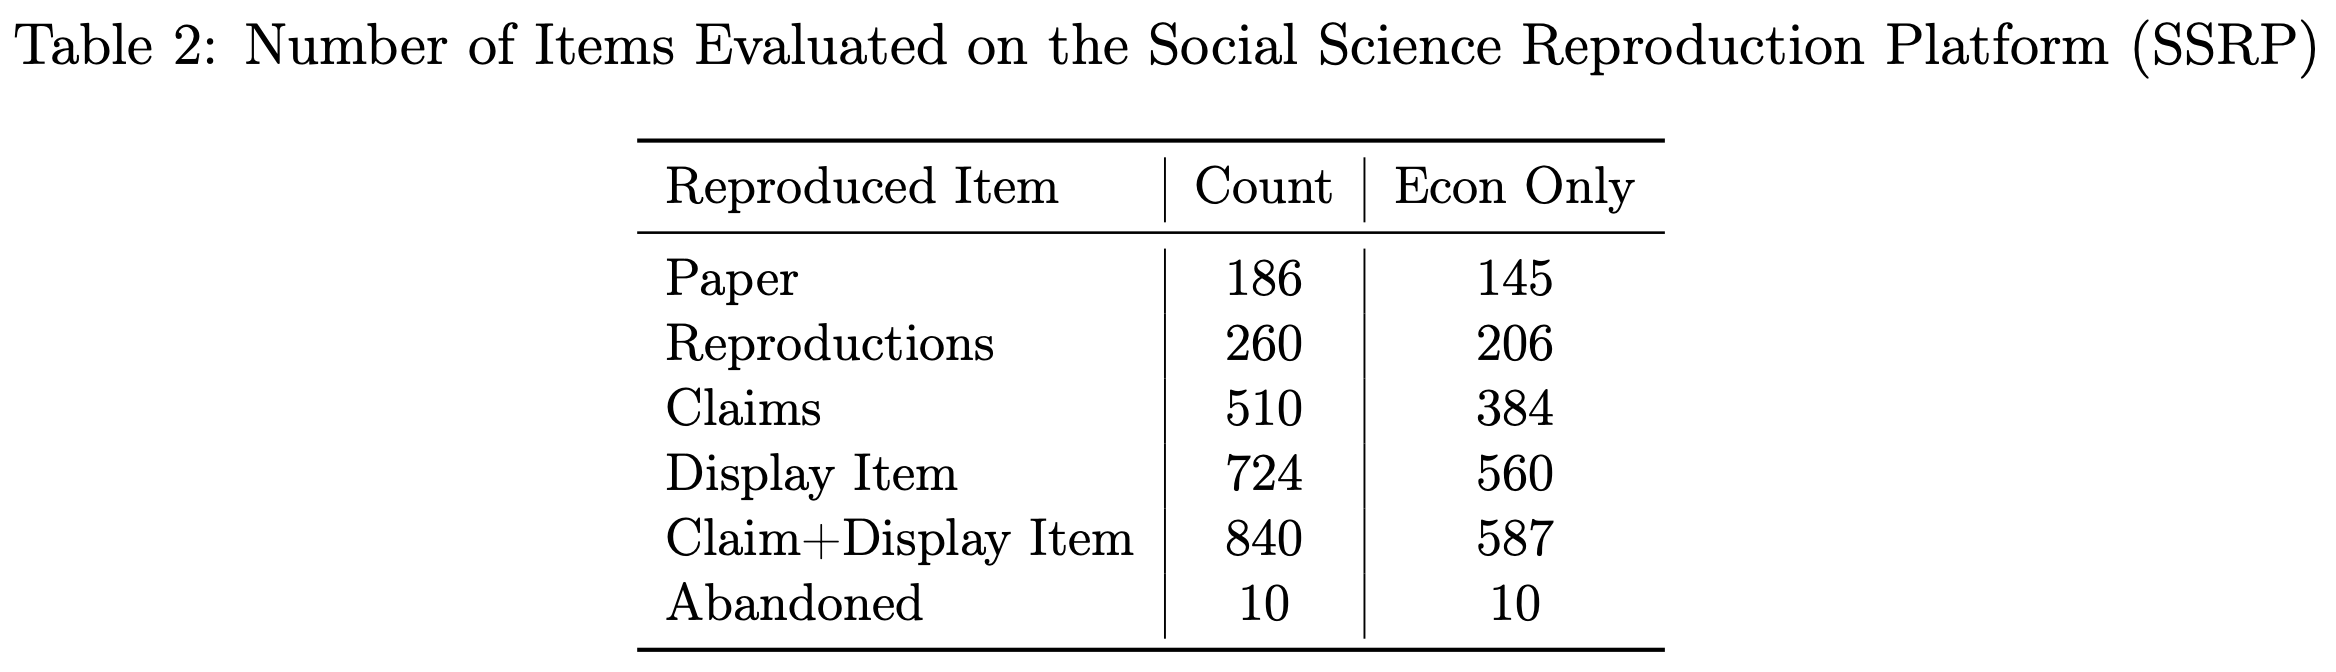 Table 2: Number of Items Evaluated on the Social Science Reproduction Platform (SSRP)
Reproduced Item Count Econ Only
Paper 186 145
Reproductions 260 206
Claims 510 384
Display Item 724 560
Claim+Display Item 840 587
Abandoned 10 10